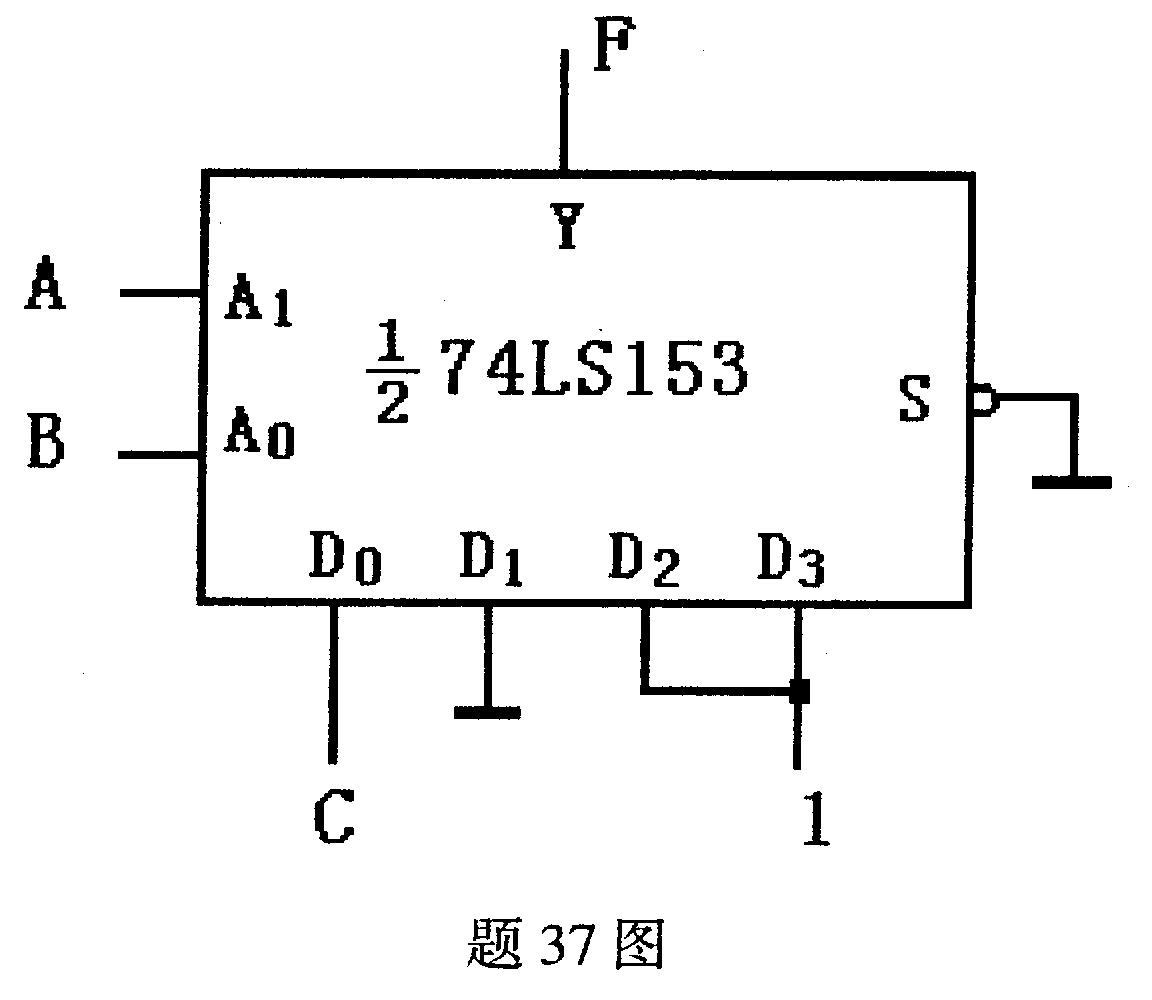 F
Y
A A1
1/2 74LS153
S
B A0
D0 D1 D2 D3
C 1
题 37 图